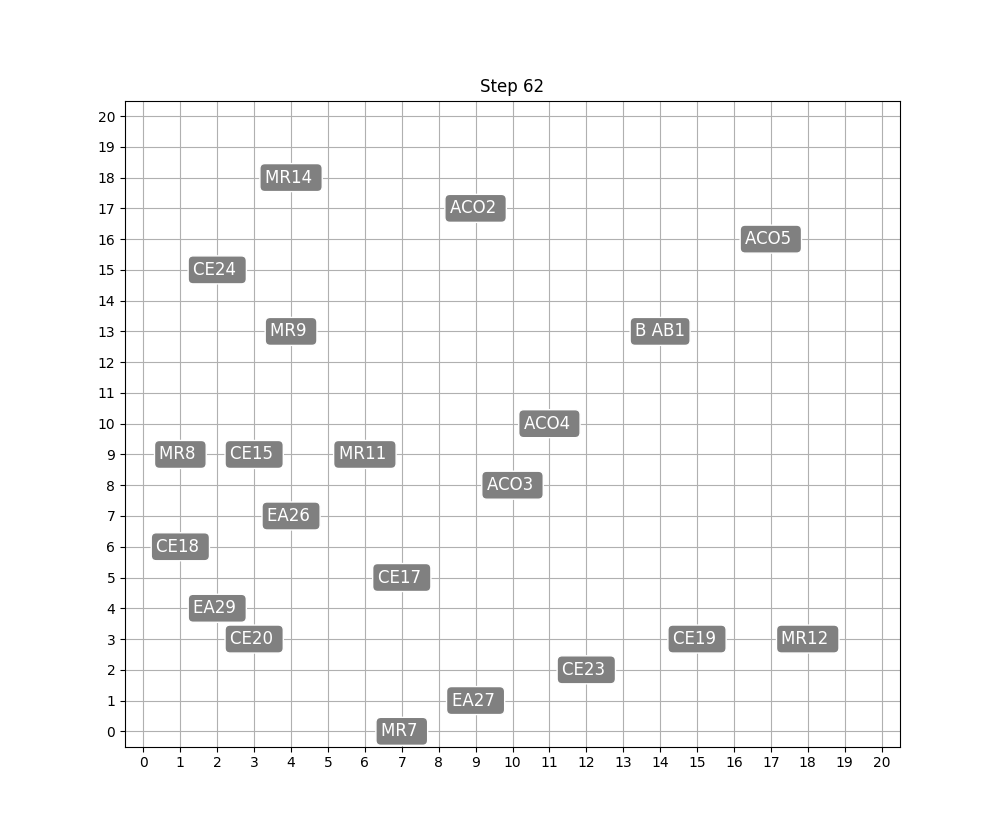 Step 62
20
19
18
17
16
15
14
13
12
11
10
9
8
7
6
5
4
3
2
1
0
MR14
ACO2
ACO5
CE24
MR9
B AB1
ACO4
MR8 CE15 MR11
ACO3
EA26
CE18
CE17
EA29
CE20 CE19 MR12
CE23
EA27
MR7
0 1 2 3 4 5 6 7 8 9 10 11 12 13 14 15 16 17 18 19 20